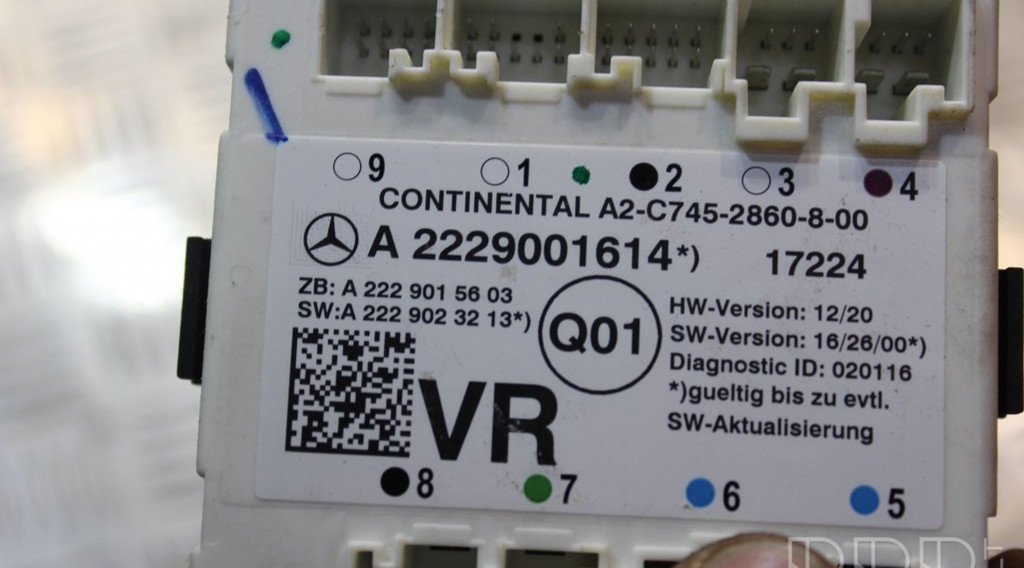 9 1 2 3 4
CONTINENTAL A2-C745-2860-8-00
A 2229001614*) 17224
ZB: A 222 901 56 03
SW:A 222 902 32 13*)
Q01
HW-Version: 12/20
SW-Version: 16/26/00*)
Diagnostic ID: 020116
*)gueltig bis zu evtl.
SW-Aktualisierung
VR
8 7 6 5